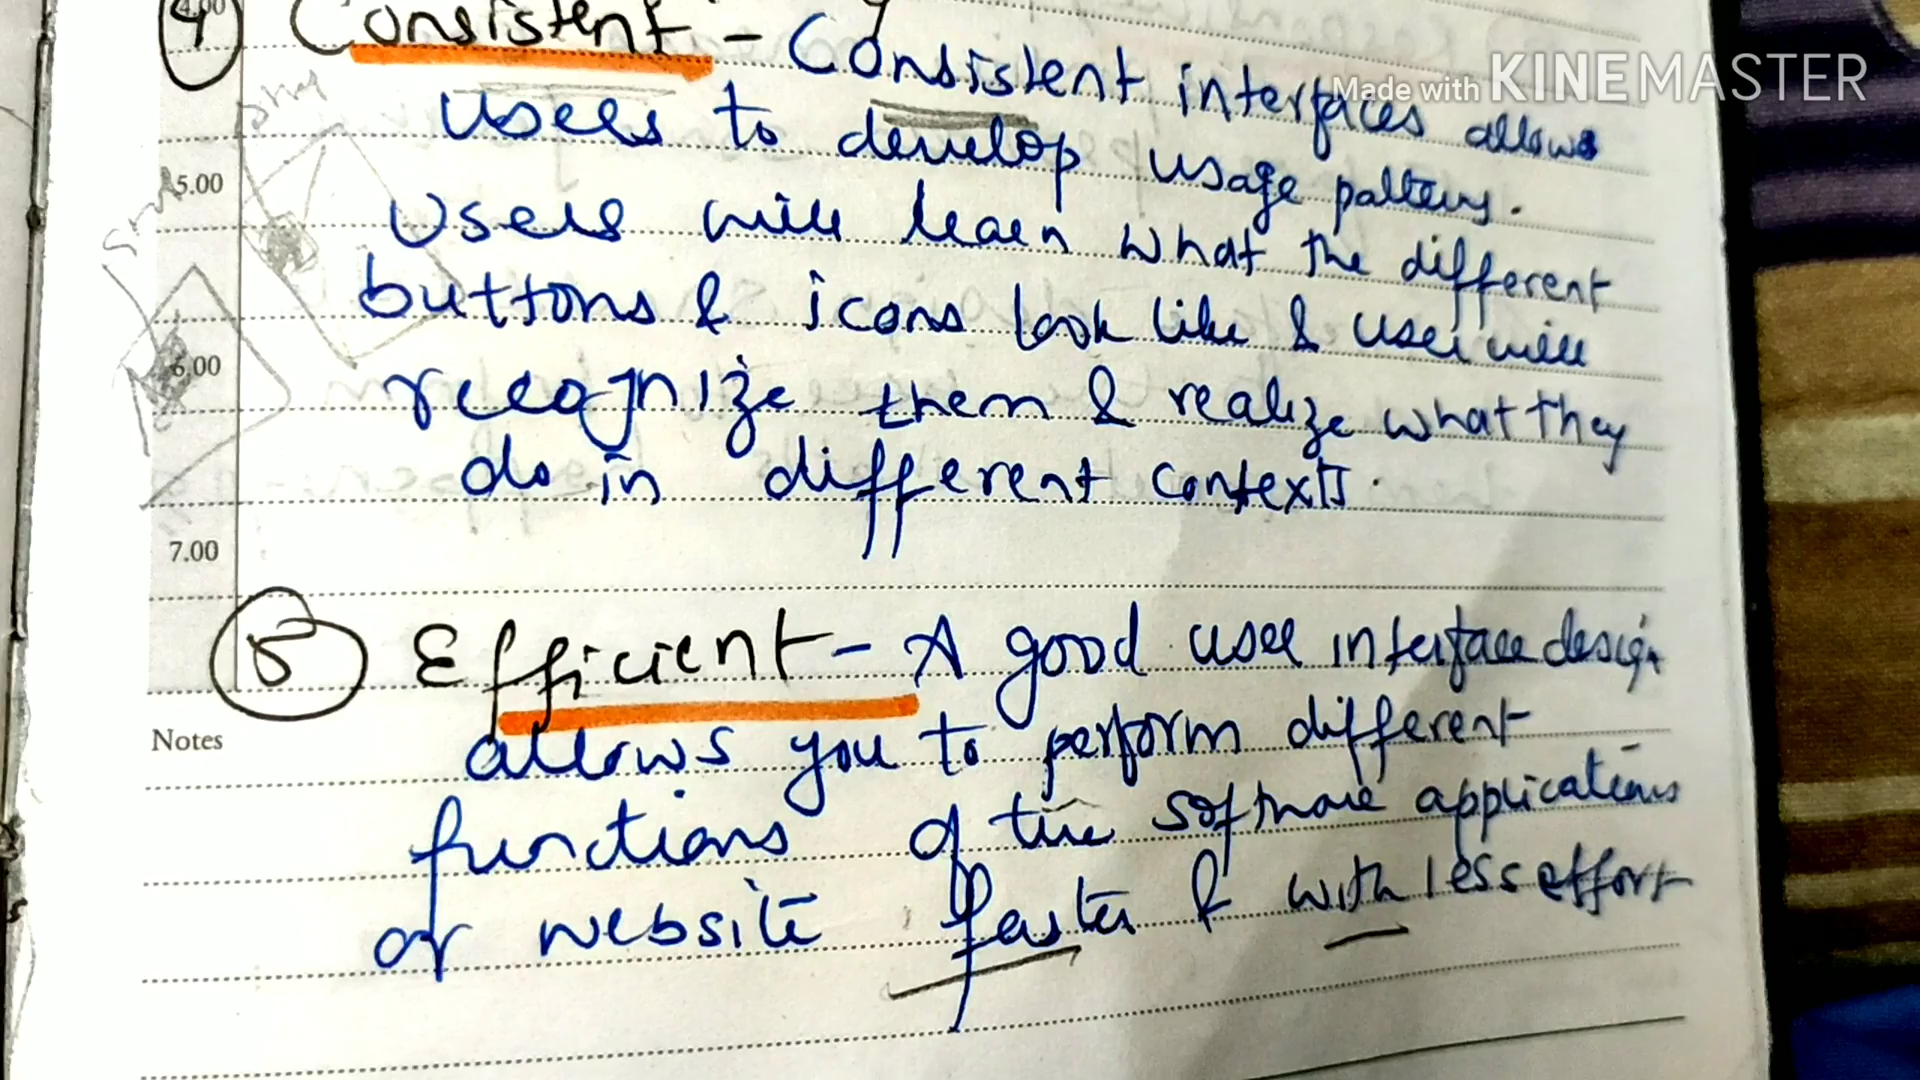 4.00
4 Consistent - Consistent interfaces allows
users to develop usage patterns.
5.00
Users will learn what the different
buttons & icons look like & user will
6.00
recognize them & realize what they
do in different contexts.
7.00
5 Efficient - A good user interface design
Notes
allows you to perform different
functions of the software applications
or website faster & with less effort
Made with KINEMASTER